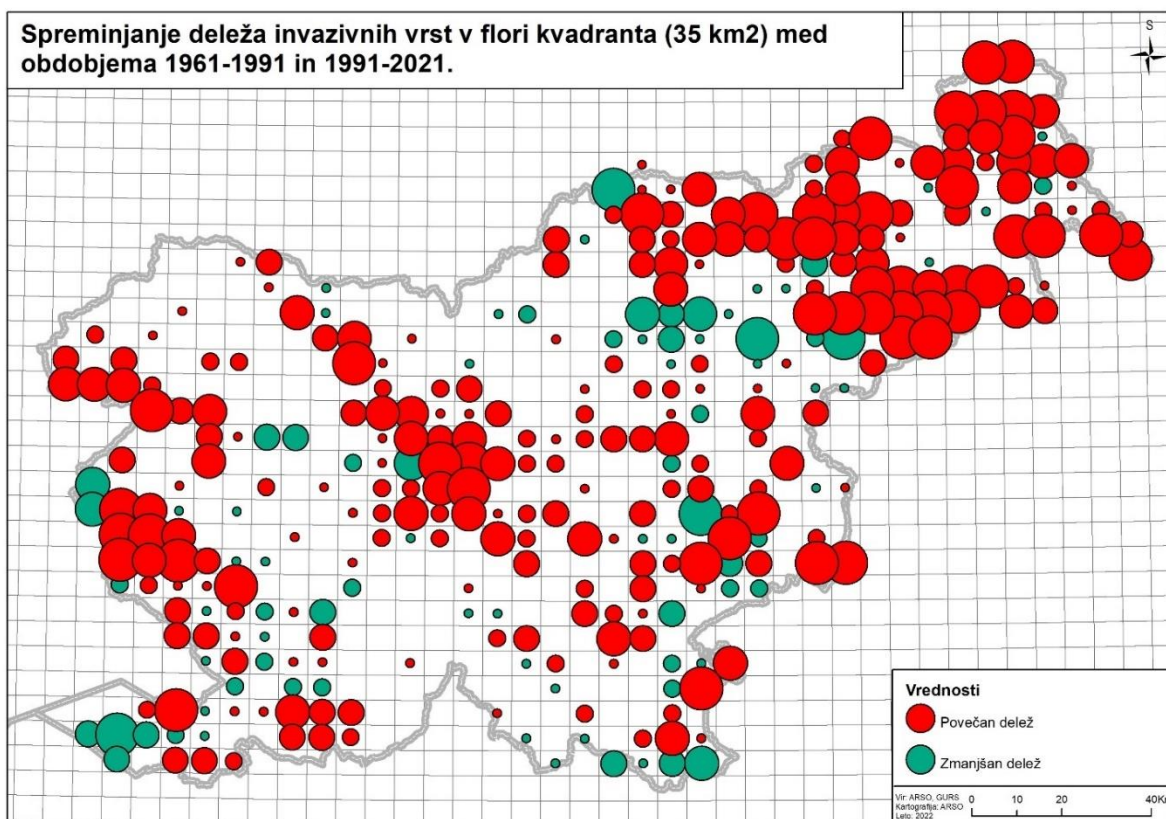 Spreminjanje deleža invazivnih vrst v flori kvadranta (35 km2) med
obdobjema 1961-1991 in 1991-2021.
S
Vrednosti
Povečan delež
Zmanjšan delež
Vir: ARSO, GURS
Kartografija: ARSO
Leto: 2022
0 10 20 40Km